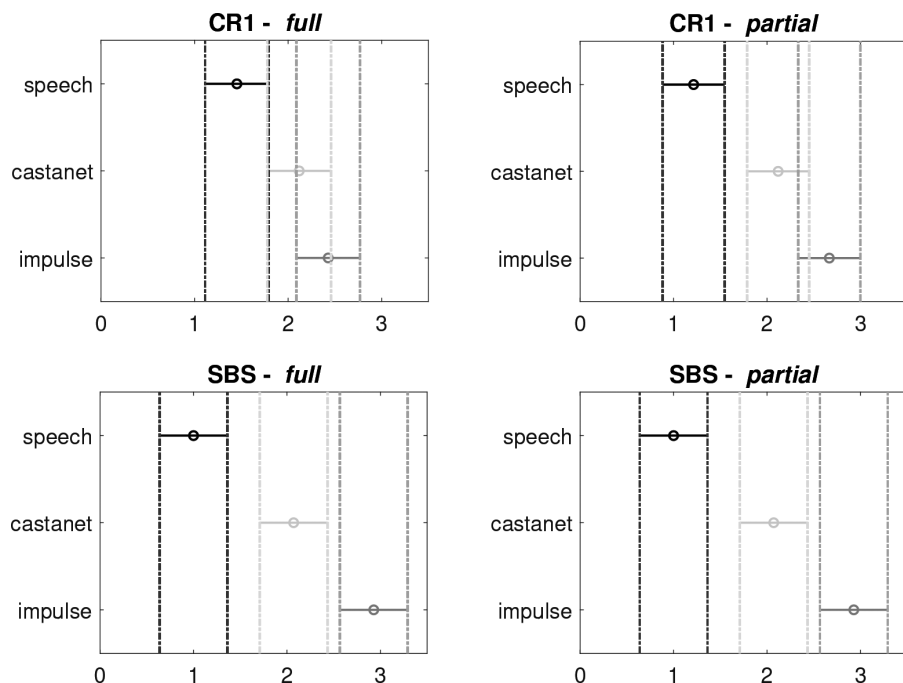 CR1 - full
speech
castanet
impulse
0 1 2 3
CR1 - partial
speech
castanet
impulse
0 1 2 3
SBS - full
speech
castanet
impulse
0 1 2 3
SBS - partial
speech
castanet
impulse
0 1 2 3